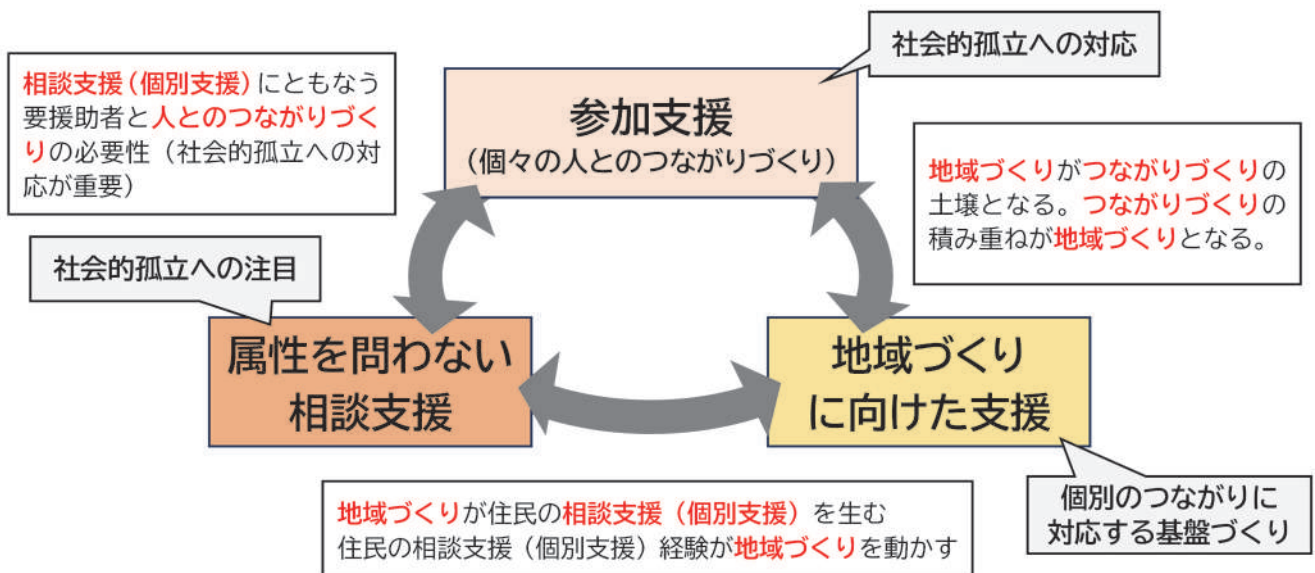 社会的孤立への対応
相談支援（個別支援）にともなう
要援助者と人とのつながりづく
りの必要性（社会的孤立への対
応が重要）
参加支援
（個々の人とのつながりづくり）
地域づくりがつながりづくりの
土壌となる。つながりづくりの
積み重ねが地域づくりとなる。
社会的孤立への注目
属性を問わない
相談支援
地域づくり
に向けた支援
地域づくりが住民の相談支援（個別支援）を生む
住民の相談支援（個別支援）経験が地域づくりを動かす
個別のつながりに
対応する基盤づくり